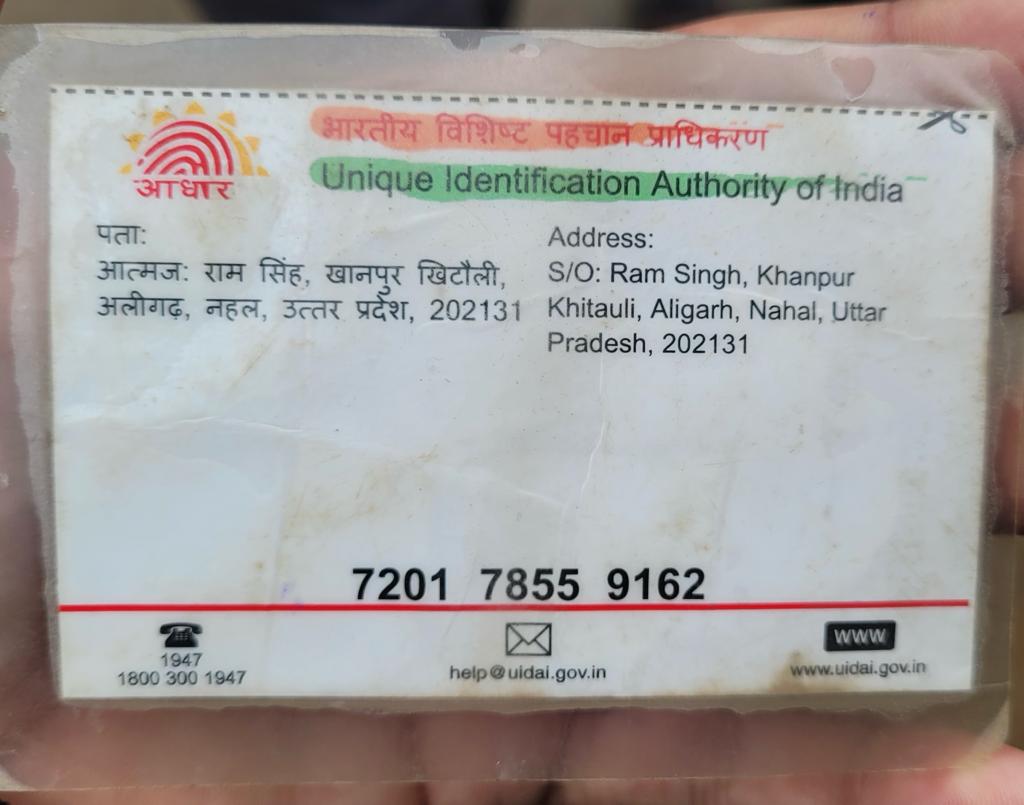 भारतीय विशिष्ट पहचान प्राधिकरण
आधार
Unique Identification Authority of India
पता:
आत्मज: राम सिंह, खानपुर खिटौली,
अलीगढ़, नहल, उत्तर प्रदेश, 202131
Address:
S/O: Ram Singh, Khanpur
Khitauli, Aligarh, Nahal, Uttar
Pradesh, 202131
7201 7855 9162
1947
1800 300 1947
help@uidai.gov.in
www
www.uidai.gov.in